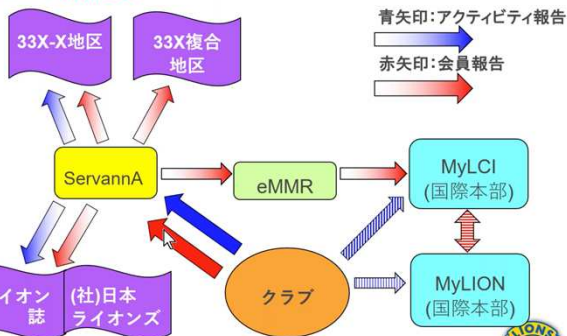 青矢印：アクティビティ報告
33X-X地区
33X複合
地区
赤矢印：会員報告
ServannA
eMMR
MyLCI
(国際本部)
クラブ
MyLION
(国際本部)
イオン
誌
(社)日本
ライオンズ
LIONS